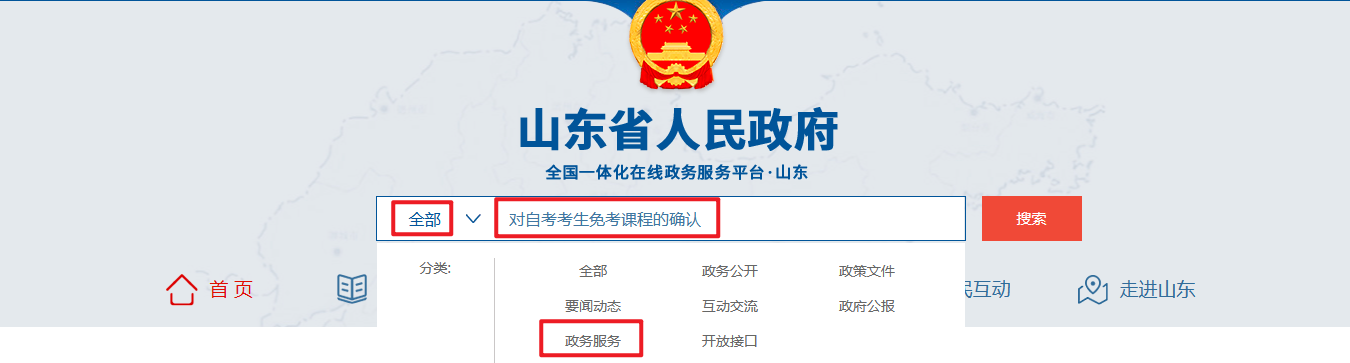 山东省人民政府
全国一体化在线政务服务平台·山东
全部 对自考考生免考课程的确认 搜索
分类: 全部 政务公开 政策文件
首页 民互动 走进山东
要闻动态 互动交流 政府公报
政务服务 开放接口